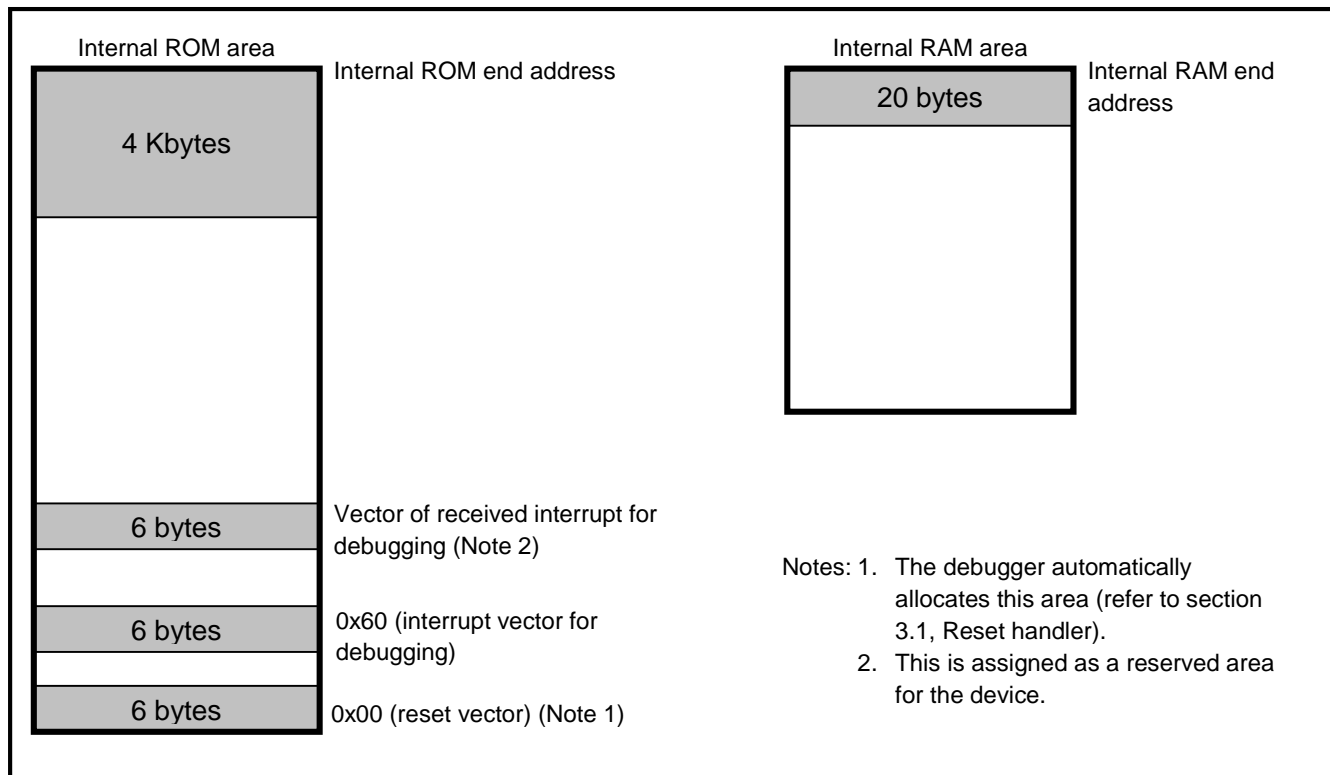 Internal ROM area
Internal ROM end address
4 Kbytes
6 bytes
Vector of received interrupt for
debugging (Note 2)
6 bytes
0x60 (interrupt vector for
debugging)
6 bytes
0x00 (reset vector) (Note 1)
Internal RAM area
Internal RAM end
address
20 bytes
Notes: 1. The debugger automatically
allocates this area (refer to section
3.1, Reset handler).
2. This is assigned as a reserved area
for the device.